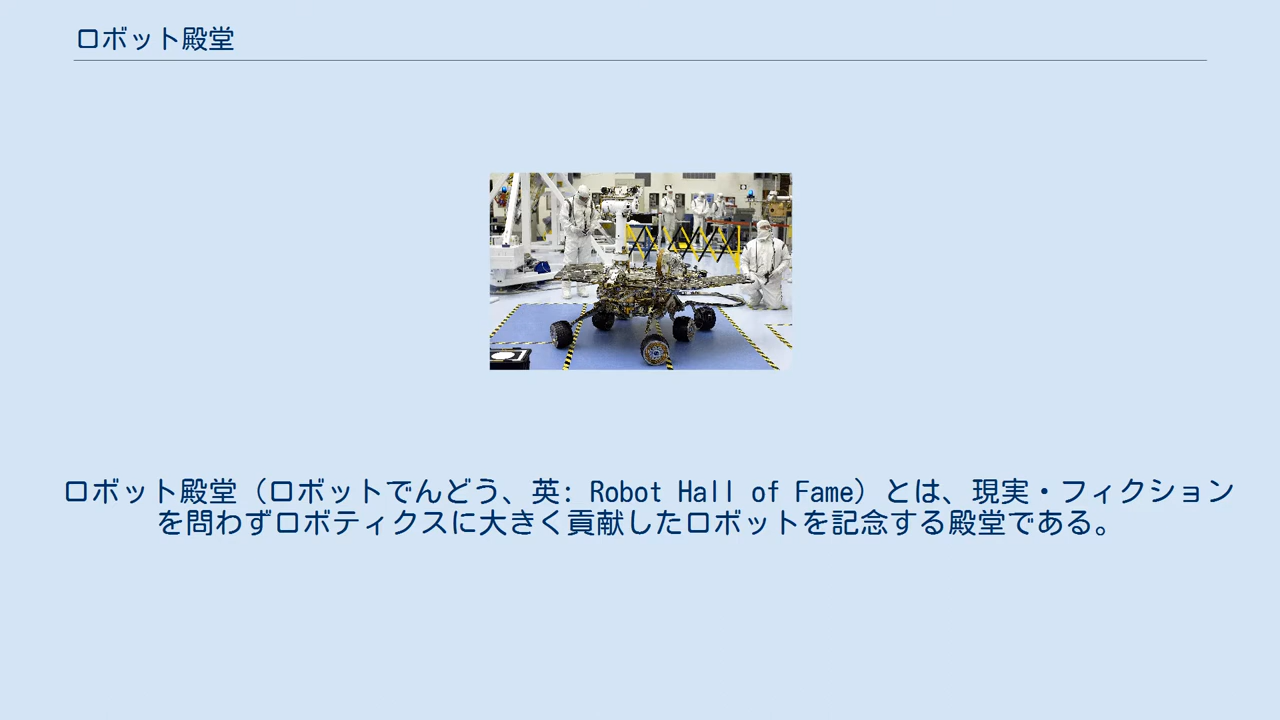 ロボット殿堂
ロボット殿堂（ロボットでんどう、英: Robot Hall of Fame）とは、現実・フィクション
を問わずロボティクスに大きく貢献したロボットを記念する殿堂である。